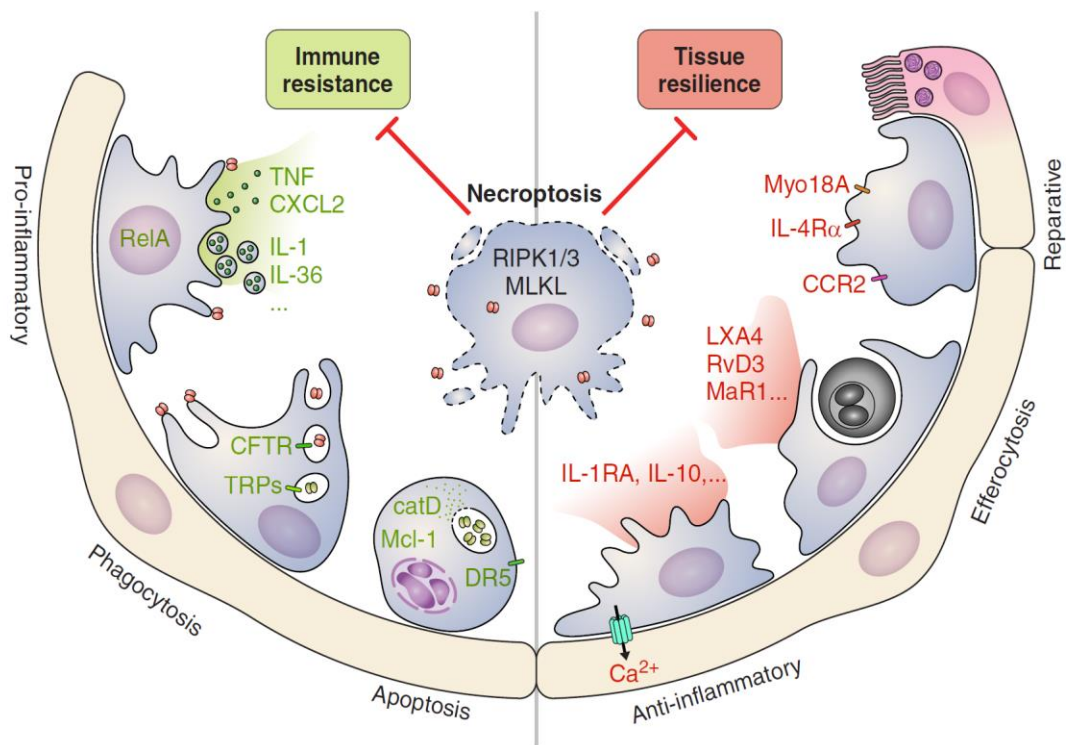 Immune
resistance
Tissue
resilience
Pro-inflammatory
RelA
TNF
CXCL2
IL-1
IL-36
...
Necroptosis
RIPK1/3
MLKL
Myo18A
IL-4Rα
CCR2
Reparative
LXA4
RvD3
MaR1...
CFTR
TRPs
Phagocytosis
catD
Mcl-1
DR5
Apoptosis
IL-1RA, IL-10,...
Ca²⁺
Anti-inflammatory
Efferocytosis